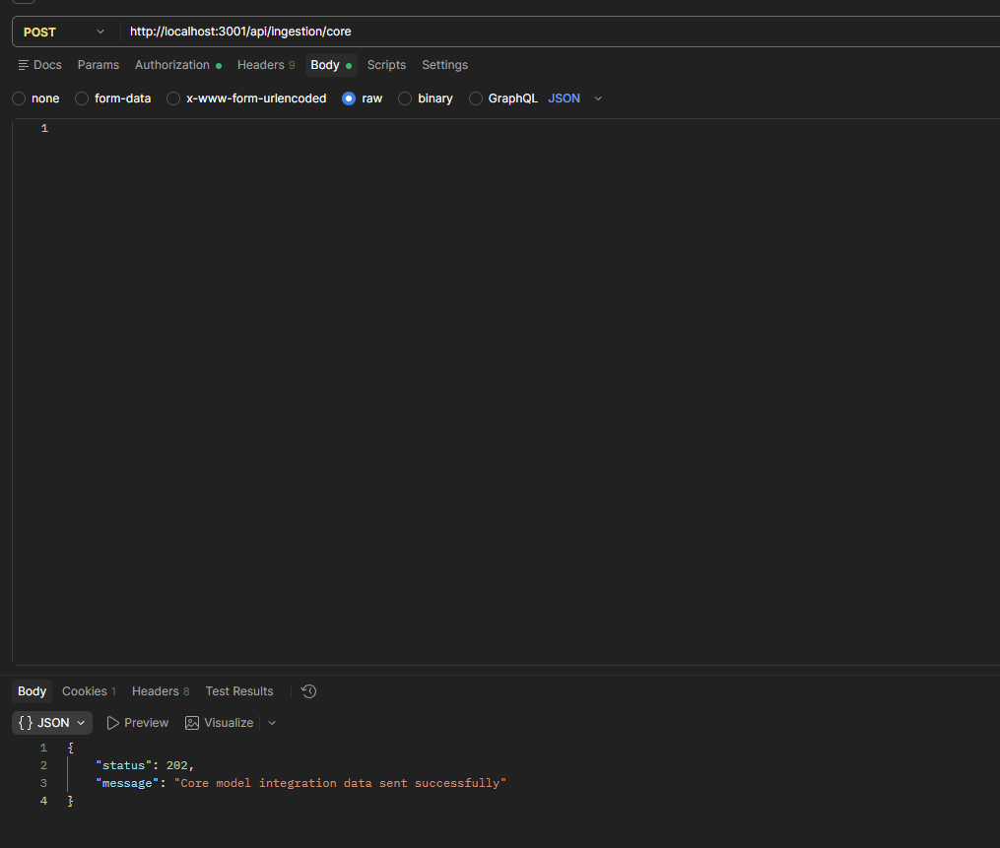 POST http://localhost:3001/api/ingestion/core
Docs Params Authorization Headers 9 Body Scripts Settings
none form-data x-www-form-urlencoded raw binary GraphQL JSON
1
Body Cookies 1 Headers 8 Test Results
{} JSON Preview Visualize
1 {
2 "status": 202,
3 "message": "Core model integration data sent successfully"
4 }